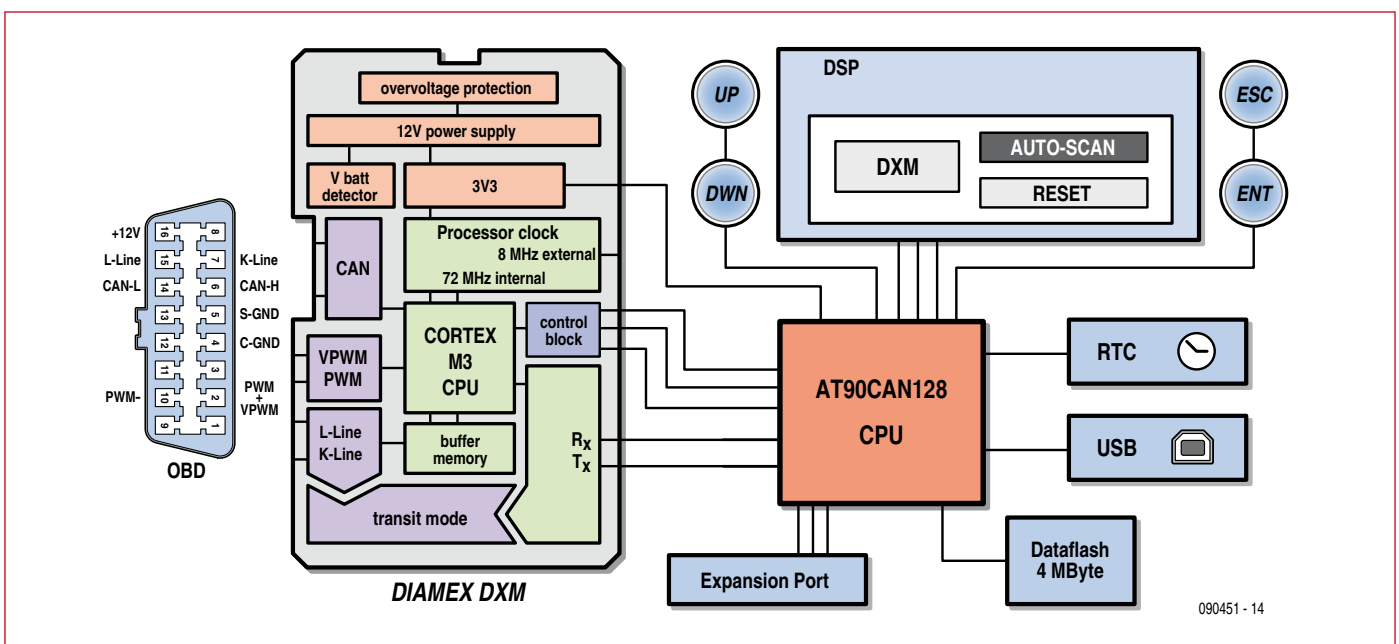 +12V
L-Line
CAN-L
PWM-
16
15
14
13
12
11
10
9
8
7
6
5
4
3
2
1
K-Line
CAN-H
S-GND
C-GND
PWM
+
VPWM
OBD
overvoltage protection
12V power supply
V batt
detector
3V3
Processor clock
8 MHz external
72 MHz internal
CAN
CORTEX
M3
CPU
control
block
VPWM
PWM
L-Line
K-Line
buffer
memory
RX
TX
transit mode
DIAMEX DXM
UP
DWN
DSP
DXM
AUTO-SCAN
RESET
ESC
ENT
AT90CAN128
CPU
RTC
USB
Dataflash
4 MByte
Expansion Port
090451 - 14